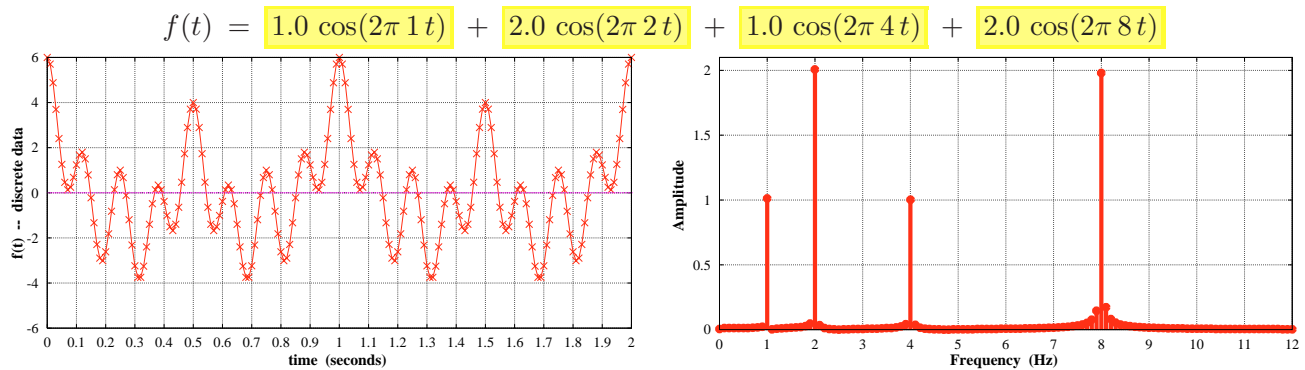 f(t) = 1.0 cos(2π 1 t) + 2.0 cos(2π 2 t) + 1.0 cos(2π 4 t) + 2.0 cos(2π 8 t)
f(t) -- discrete data
6
4
2
0
-2
-4
-6
0 0.1 0.2 0.3 0.4 0.5 0.6 0.7 0.8 0.9 1 1.1 1.2 1.3 1.4 1.5 1.6 1.7 1.8 1.9 2
time (seconds)
Amplitude
2
1.5
1
0.5
0
0 1 2 3 4 5 6 7 8 9 10 11 12
Frequency (Hz)